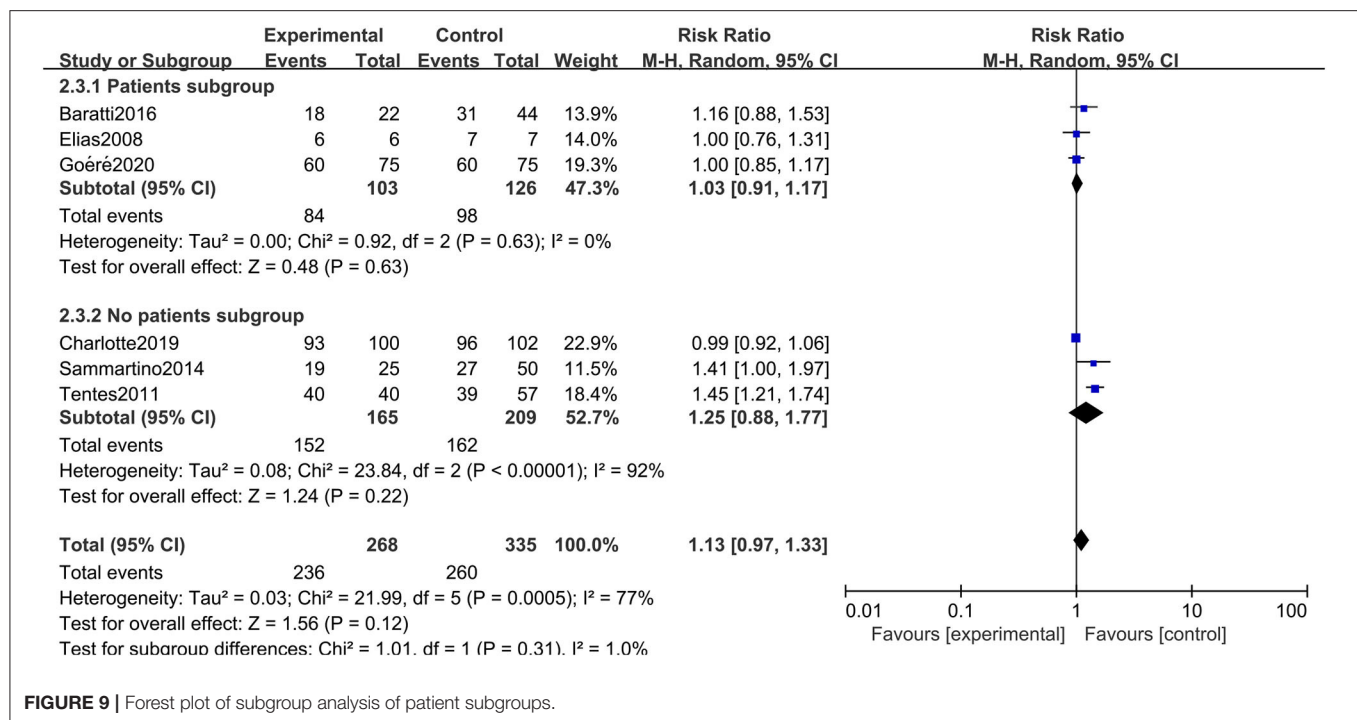 Experimental Control Risk Ratio Risk Ratio
Study or Subgroup Events Total Events Total Weight M-H, Random, 95% CI M-H, Random, 95% CI
2.3.1 Patients subgroup
Baratti2016 18 22 31 44 13.9% 1.16 [0.88, 1.53]
Elias2008 6 6 7 7 14.0% 1.00 [0.76, 1.31]
Goéré2020 60 75 60 75 19.3% 1.00 [0.85, 1.17]
Subtotal (95% CI) 103 126 47.3% 1.03 [0.91, 1.17]
Total events 84 98
Heterogeneity: Tau² = 0.00; Chi² = 0.92, df = 2 (P = 0.63); I² = 0%
Test for overall effect: Z = 0.48 (P = 0.63)
2.3.2 No patients subgroup
Charlotte2019 93 100 96 102 22.9% 0.99 [0.92, 1.06]
Sammartino2014 19 25 27 50 11.5% 1.41 [1.00, 1.97]
Tentes2011 40 40 39 57 18.4% 1.45 [1.21, 1.74]
Subtotal (95% CI) 165 209 52.7% 1.25 [0.88, 1.77]
Total events 152 162
Heterogeneity: Tau² = 0.08; Chi² = 23.84, df = 2 (P < 0.00001); I² = 92%
Test for overall effect: Z = 1.24 (P = 0.22)
Total (95% CI) 268 335 100.0% 1.13 [0.97, 1.33]
Total events 236 260
Heterogeneity: Tau² = 0.03; Chi² = 21.99, df = 5 (P = 0.0005); I² = 77%
Test for overall effect: Z = 1.56 (P = 0.12)
Test for subgroup differences: Chi² = 1.01, df = 1 (P = 0.31), I² = 1.0%
0.01 0.1 1 10 100
Favours [experimental] Favours [control]
FIGURE 9 | Forest plot of subgroup analysis of patient subgroups.